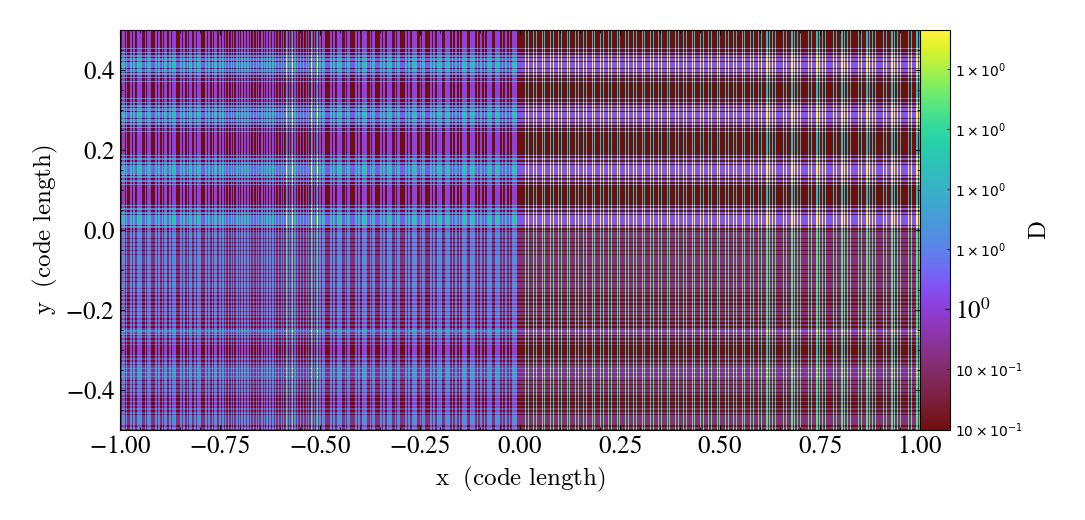 0.4
0.2
0.0
−0.2
−0.4
y (code length)
−1.00 −0.75 −0.50 −0.25 0.00 0.25 0.50 0.75 1.00
x (code length)
1 × 10⁰
1 × 10⁰
1 × 10⁰
1 × 10⁰
10⁰
10 × 10⁻¹
10 × 10⁻¹
D